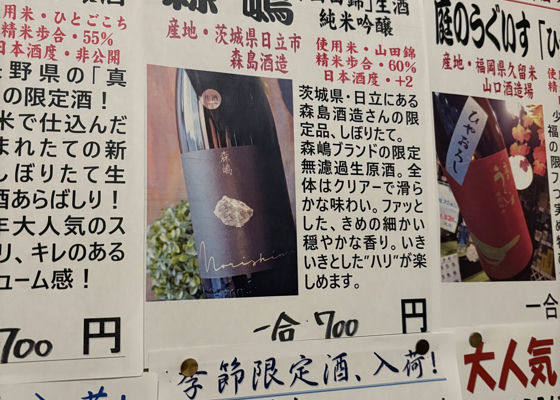 使用米・ひとごこち
精米歩合・55%
日本酒度・非公開
野県の「真
の限定酒！
米で仕込んだ
まれたての新
しぼりたて生
酒あらばしり！
年大人気のス
リ、キレのある
ューム感！
700 円
森嶋
」生酒
純米吟醸
産地・茨城県日立市
森島酒造
使用米・山田錦
精米歩合・60%
日本酒度・+2
茨城県・日立にある
森島酒造さんの限
定品、しぼりたて。
森嶋ブランドの限定
無濾過生原酒。全
体はクリアーで滑ら
かな味わい。ファッと
した、きめの細かい
穏やかな香り。いき
いきとした”ハリ”が楽
しめます。
森嶋
Morishima
一合 700 円
季節限定酒、入荷！
庭のうぐいす「ひ
産地・福岡県久留米
山口酒造場
ひやおろし
一合
大人気
入荷！